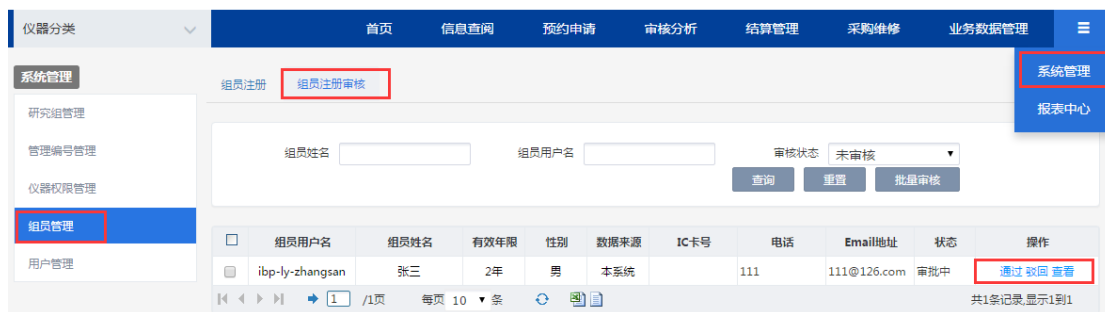 仪器分类 首页 信息查阅 预约申请 审核分析 结算管理 采购维修 业务数据管理
系统管理
报表中心
系统管理
研究组管理
管理编号管理
仪器权限管理
组员管理
用户管理
组员注册 组员注册审核
组员姓名 组员用户名 审核状态 未审核
查询 重置 批量审核
组员用户名 组员姓名 有效年限 性别 数据来源 IC卡号 电话 Email地址 状态 操作
ibp-ly-zhangsan 张三 2年 男 本系统 111 111@126.com 审批中 通过 驳回 查看
1 /1页 每页 10 条 共1条记录,显示1到1